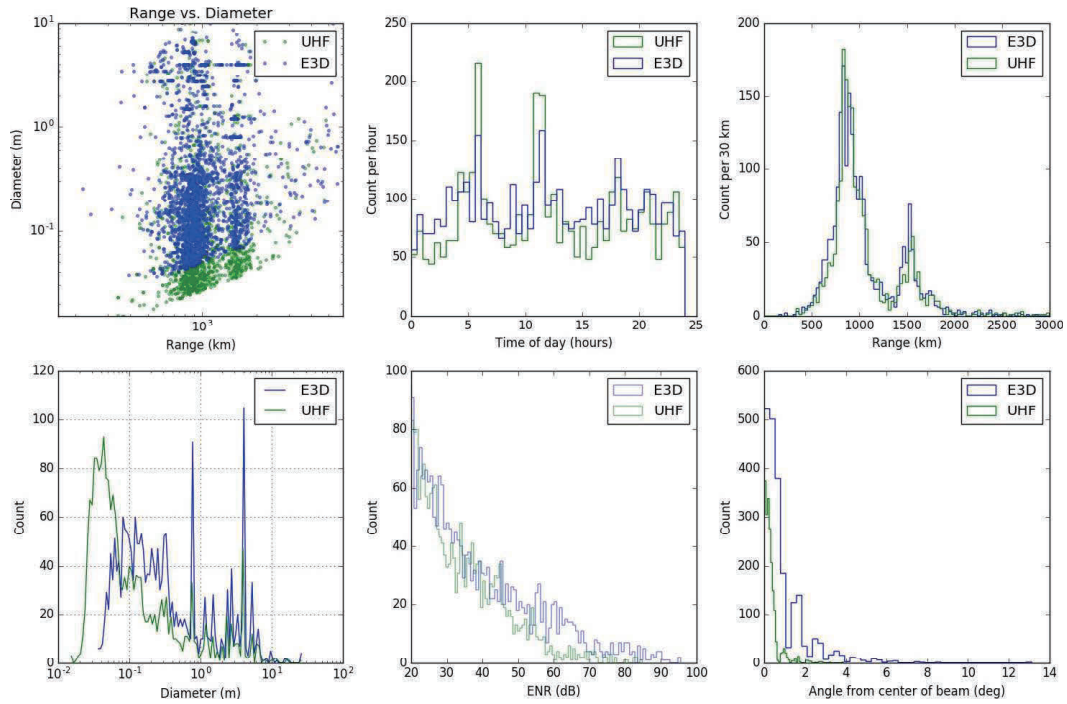 Range vs. Diameter
10^1
10^0
10^-1
10^3
Diameter (m)
Range (km)
UHF
E3D
250
200
150
100
50
0
0 5 10 15 20 25
Count per hour
Time of day (hours)
UHF
E3D
200
150
100
50
0
0 500 1000 1500 2000 2500 3000
Count per 30 km
Range (km)
E3D
UHF
120
100
80
60
40
20
0
10^-2 10^-1 10^0 10^1 10^2
Count
Diameter (m)
E3D
UHF
100
80
60
40
20
0
20 30 40 50 60 70 80 90 100
Count
ENR (dB)
E3D
UHF
600
500
400
300
200
100
0
0 2 4 6 8 10 12 14
Count
Angle from center of beam (deg)
E3D
UHF